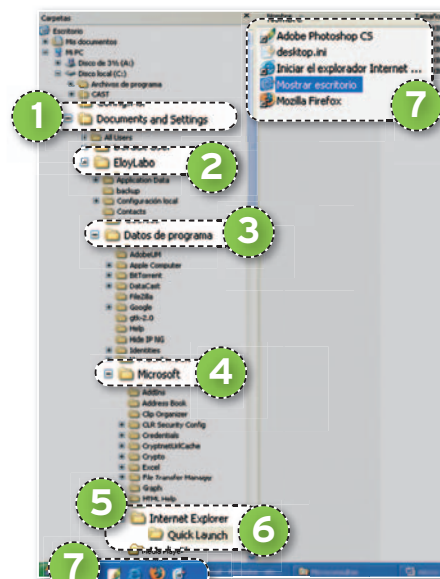 Carpetas
Escritorio
Mis documentos
Mi PC
Disco de 3½ (A:)
Disco local (C:)
Archivos de programa
CAST
1
Documents and Settings
All Users
EloyLabo
2
Application Data
backup
Configuración local
Contacts
Datos de programa
3
AdobeUM
Apple Computer
BitTorrent
DataCast
FileZilla
Google
gtk-2.0
Help
Hide IP NG
Identities
Microsoft
4
AddIns
Address Book
Clip Organizer
CLR Security Config
Credentials
CryptnetUrlCache
Crypto
Excel
File Transfer Manager
Graph
HTML Help
5
Internet Explorer
Quick Launch
6
7
Adobe Photoshop CS
desktop.ini
Iniciar el explorador Internet ...
Mostrar escritorio
Mozilla Firefox
7